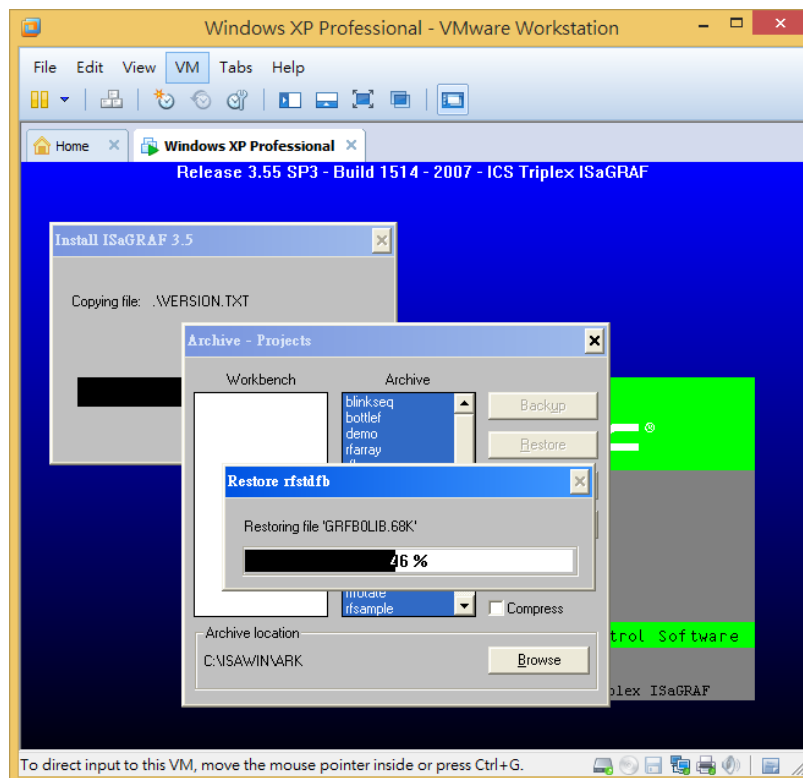 Windows XP Professional - VMware Workstation
File Edit View VM Tabs Help
Home
Windows XP Professional
Release 3.55 SP3 - Build 1514 - 2007 - ICS Triplex ISaGRAF
Install ISaGRAF 3.5
Copying file: .\VERSION.TXT
Archive - Projects
Workbench Archive
blinkseq
bottlef
demo
rfarray
Backup
Restore
Restore rfstdfb
Restoring file 'GRFB0LIB.68K'
46 %
rfsample
Compress
Archive location
C:\ISAWIN\ARK
Browse
trol Software
plex ISaGRAF
To direct input to this VM, move the mouse pointer inside or press Ctrl+G.